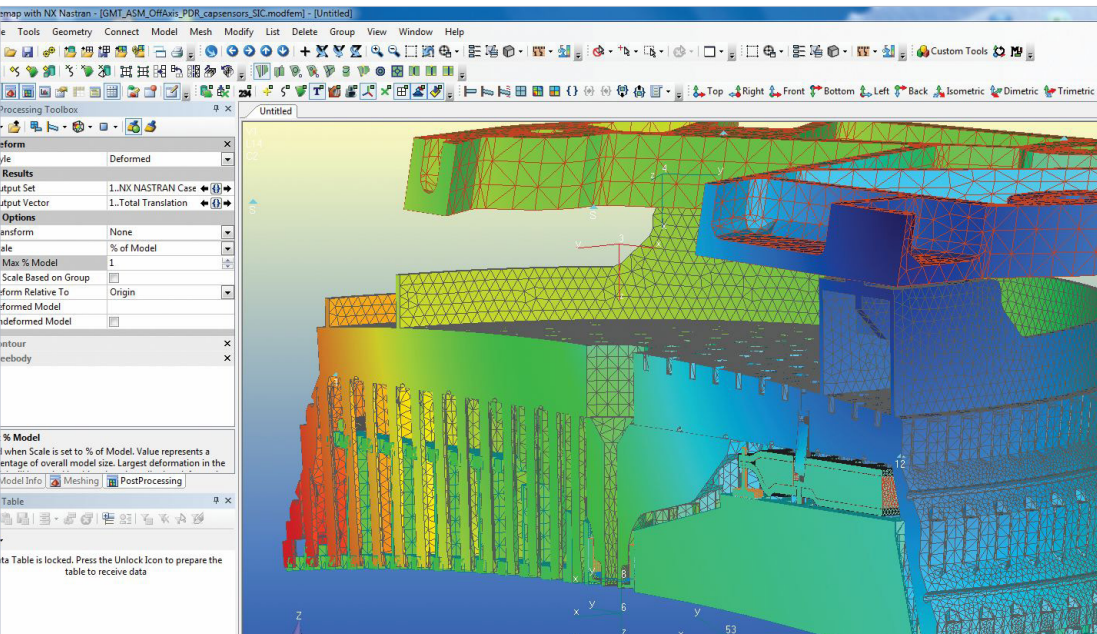 emap with NX Nastran - [GMT_ASM_OffAxis_PDR_capsensors_SIC.modfem] - [Untitled]
e Tools Geometry Connect Model Mesh Modify List Delete Group View Window Help
Custom Tools
234 Top Right Front Bottom Left Back Isometric Dimetric Trimetric
Processing Toolbox
Untitled
eform
yle Deformed
Results
utput Set 1..NX NASTRAN Case
utput Vector 1..Total Translation
Options
ansform None
ale % of Model
Max % Model 1
Scale Based on Group
eform Relative To Origin
eformed Model
ndeformed Model
ontour
eebody
% Model
l when Scale is set to % of Model. Value represents a
entage of overall model size. Largest deformation in the
Model Info Meshing PostProcessing
Table
ta Table is locked. Press the Unlock Icon to prepare the
table to receive data
L14
C2
4
z y
y 3 x
12
8
x y 6 y
Z z x 53